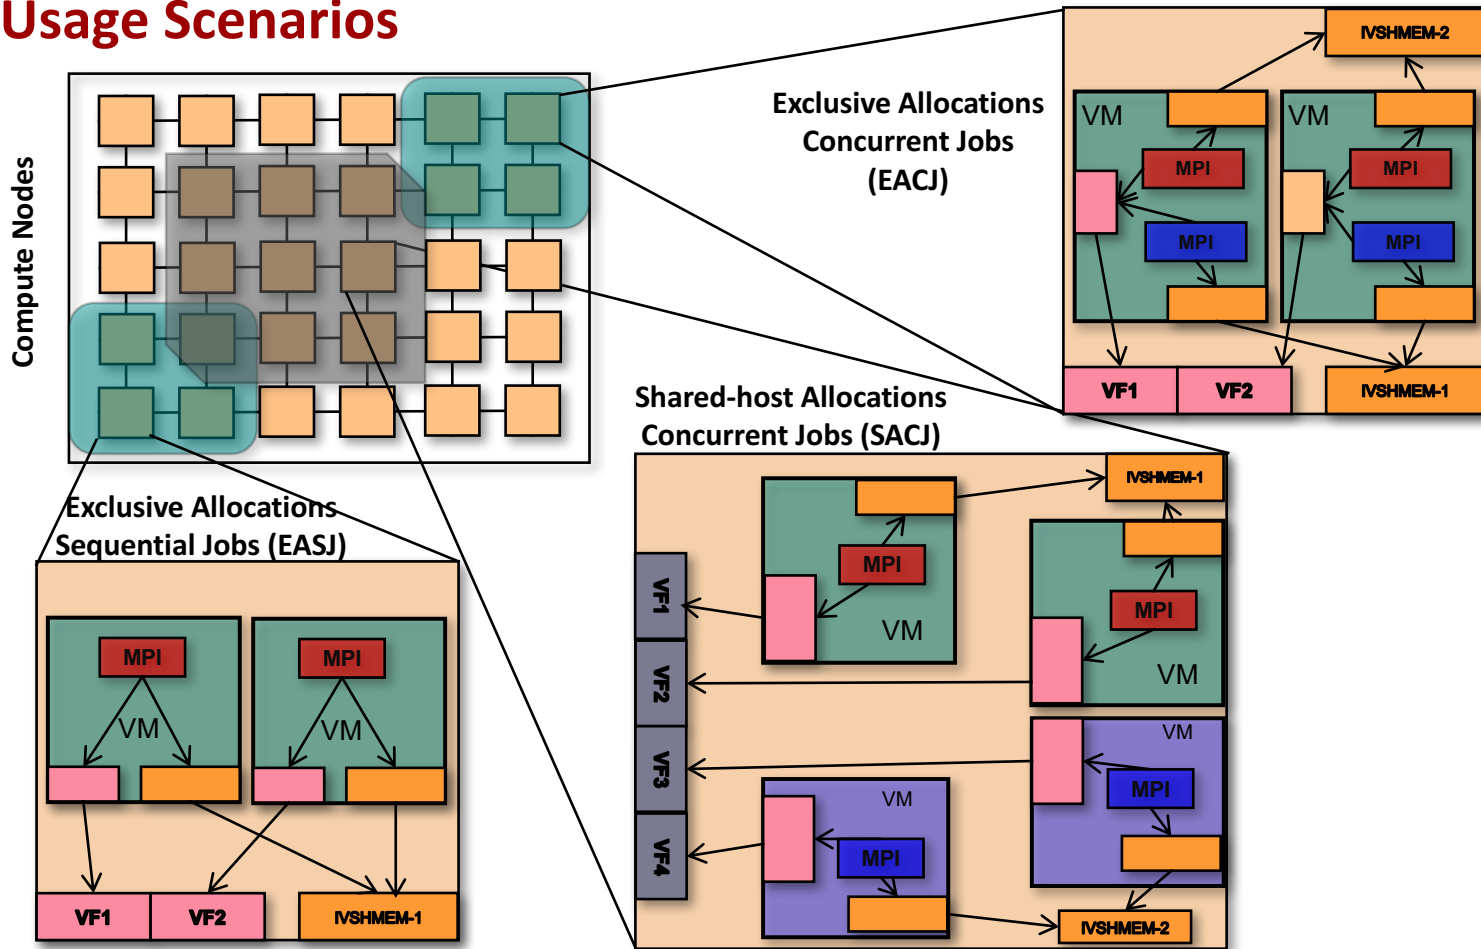 Usage Scenarios
Compute Nodes
Exclusive Allocations
Concurrent Jobs
(EACJ)
IVSHMEM-2
VM
VM
MPI
MPI
MPI
MPI
VF1
VF2
IVSHMEM-1
Shared-host Allocations
Concurrent Jobs (SACJ)
IVSHMEM-1
MPI
VM
MPI
VM
VF1
VF2
VF3
VF4
VM
MPI
VM
MPI
IVSHMEM-2
Exclusive Allocations
Sequential Jobs (EASJ)
MPI
VM
MPI
VM
VF1
VF2
IVSHMEM-1